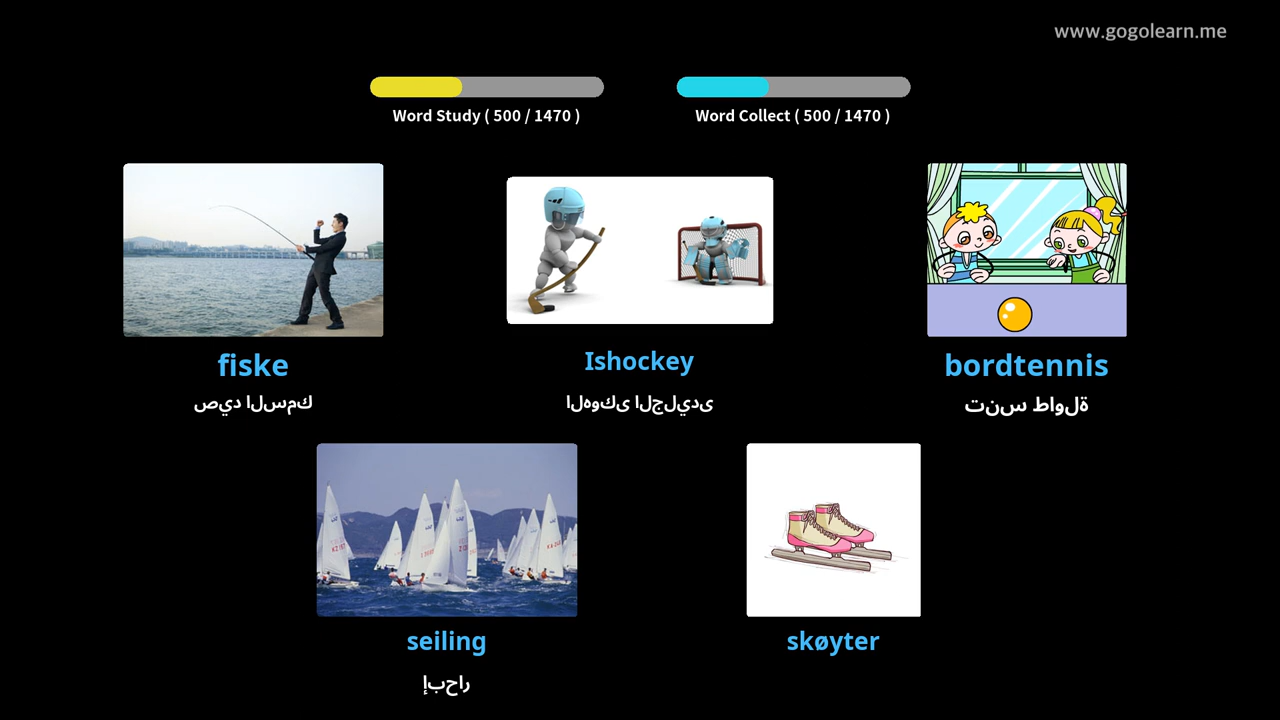 www.gogolearn.me
Word Study ( 500 / 1470 )
Word Collect ( 500 / 1470 )
fiske
صيد السمك
Ishockey
الهوكى الجليدى
bordtennis
تنس طاولة
seiling
إبحار
skøyter